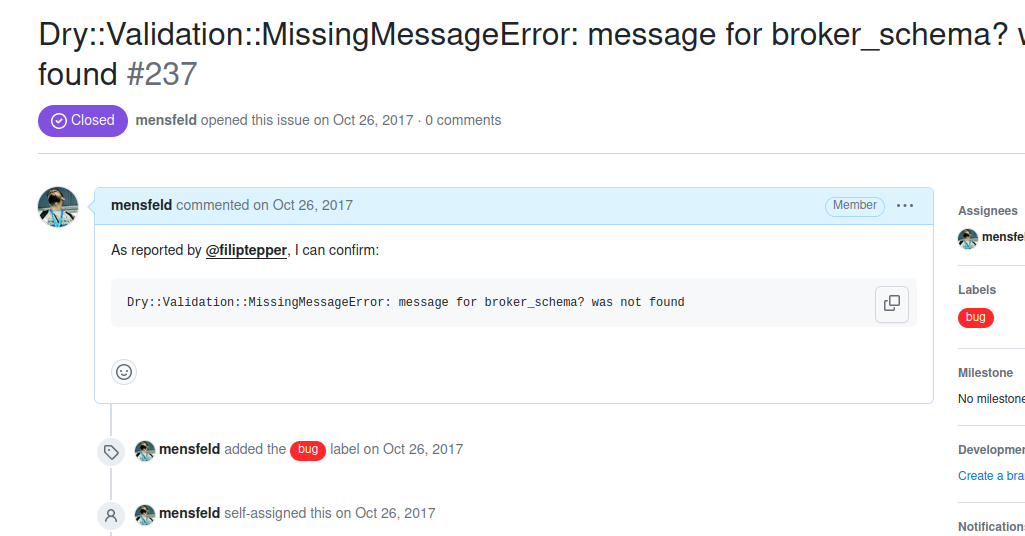 Dry::Validation::MissingMessageError: message for broker_schema?
found #237
Closed mensfeld opened this issue on Oct 26, 2017 · 0 comments
mensfeld commented on Oct 26, 2017
Member
As reported by @filiptepper, I can confirm:
Dry::Validation::MissingMessageError: message for broker_schema? was not found
mensfeld added the bug label on Oct 26, 2017
mensfeld self-assigned this on Oct 26, 2017
Assignees
mensfe
Labels
bug
Milestone
No milestone
Developmen
Create a bra
Notification